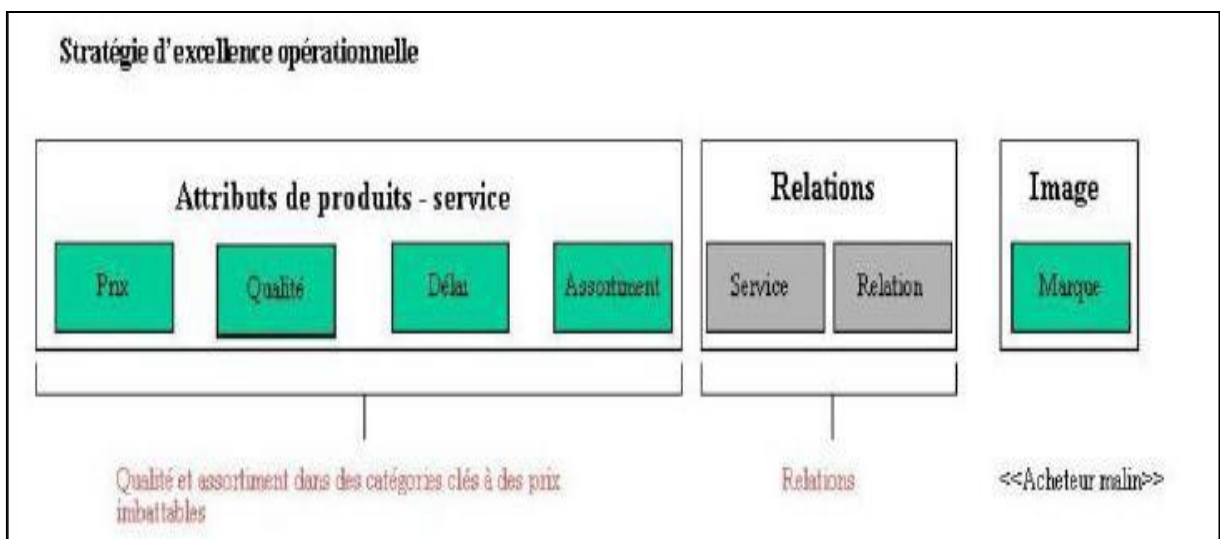 Stratégie d'excellence opérationnelle
Attributs de produits - service
Relations
Image
Prix
Qualité
Délai
Assortiment
Service
Relation
Marque
Qualité et assortiment dans des catégories clés à des prix
imbattables
Relations
<<Acheteur malin>>